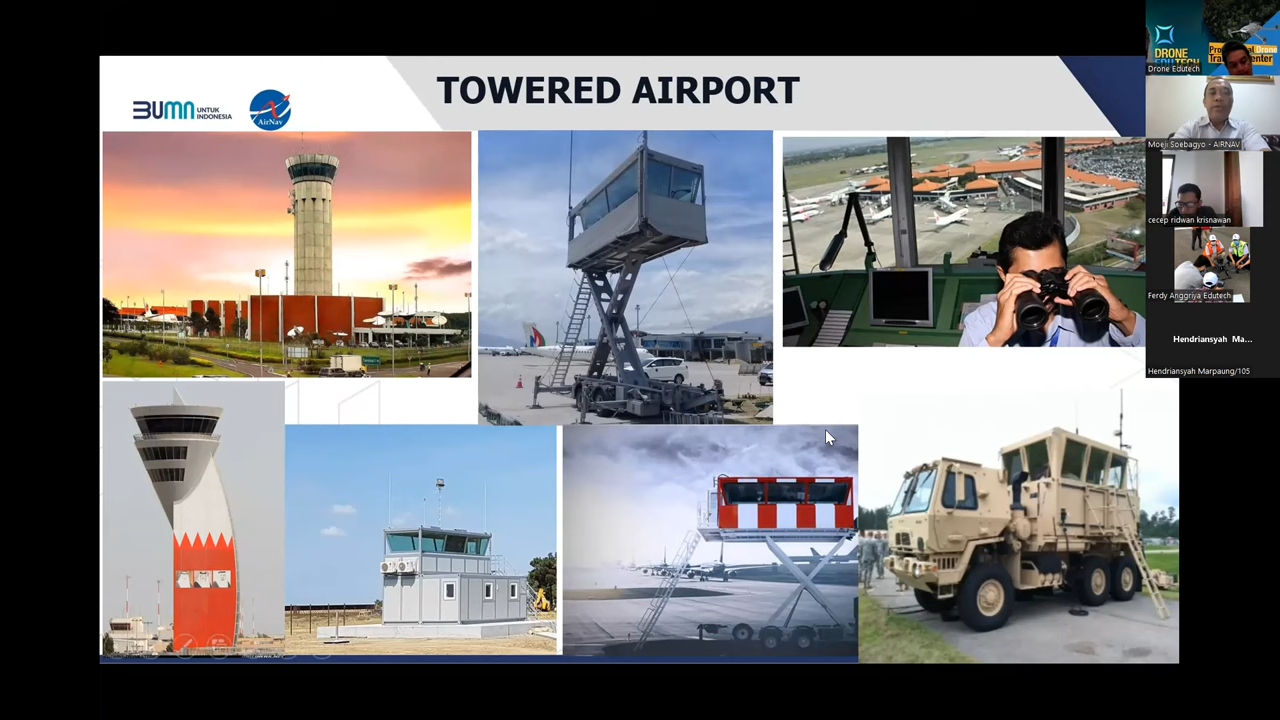 TOWERED AIRPORT
BUMN
UNTUK
INDONESIA
AirNav
DRONE
Drone Edutech
Moeji Soebagyo - AIRNAV
cecep ridwan krisnawan
Ferdy Anggriya Edutech
Hendriansyah Ma...
Hendriansyah Marpaung/105